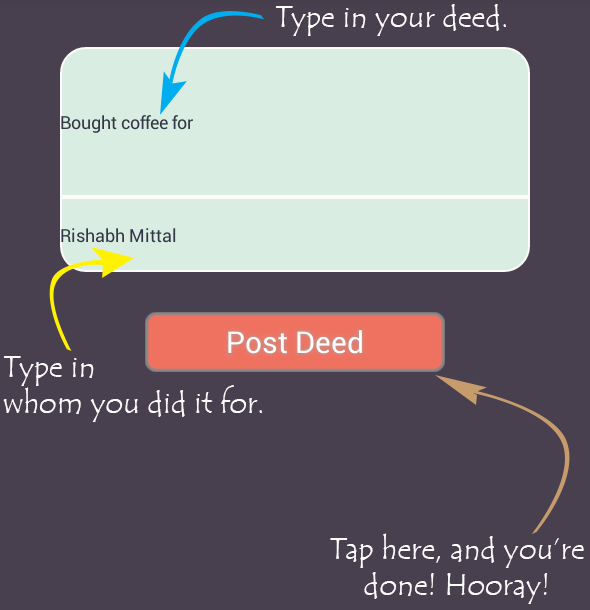 Type in your deed.
Bought coffee for
Rishabh Mittal
Post Deed
Type in
whom you did it for.
Tap here, and you're
done! Hooray!